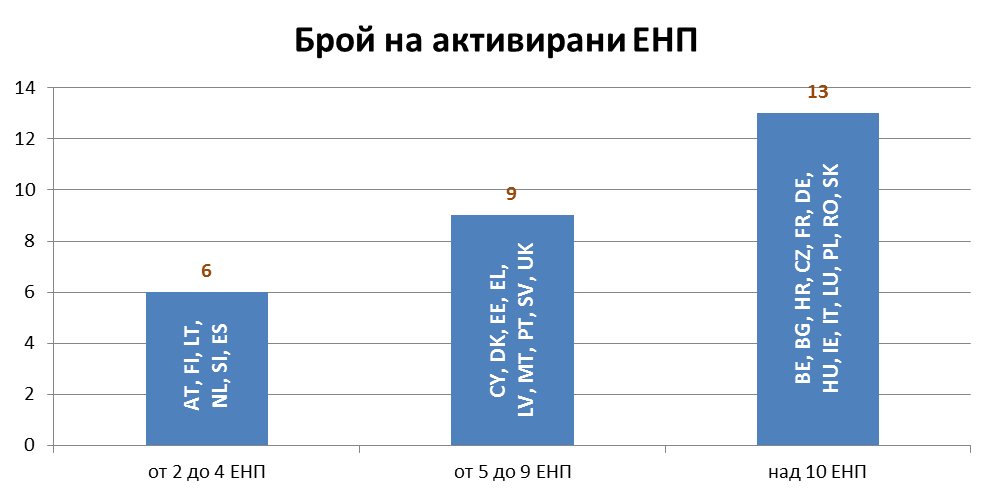 Брой на активирани ЕНП
14
12
10
8
6
4
2
0
6
9
13
AT, FI, LT,
NL, SI, ES
CY, DK, EE, EL,
LV, MT, PT, SV, UK
BE, BG, HR, CZ, FR, DE,
HU, IE, IT, LU, PL, RO, SK
от 2 до 4 ЕНП
от 5 до 9 ЕНП
над 10 ЕНП